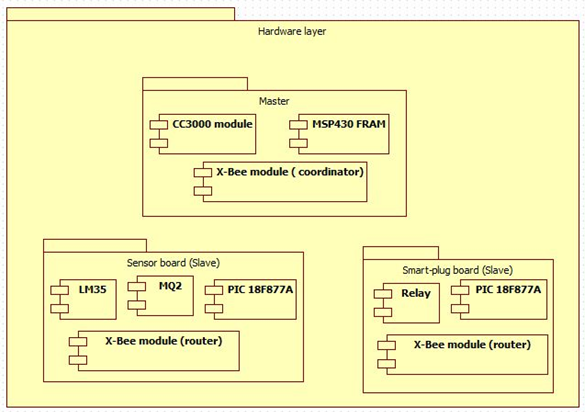 Hardware layer
Master
CC3000 module
MSP430 FRAM
X-Bee module ( coordinator)
Sensor board (Slave)
LM35
MQ2
PIC 18F877A
X-Bee module (router)
Smart-plug board (Slave)
Relay
PIC 18F877A
X-Bee module (router)